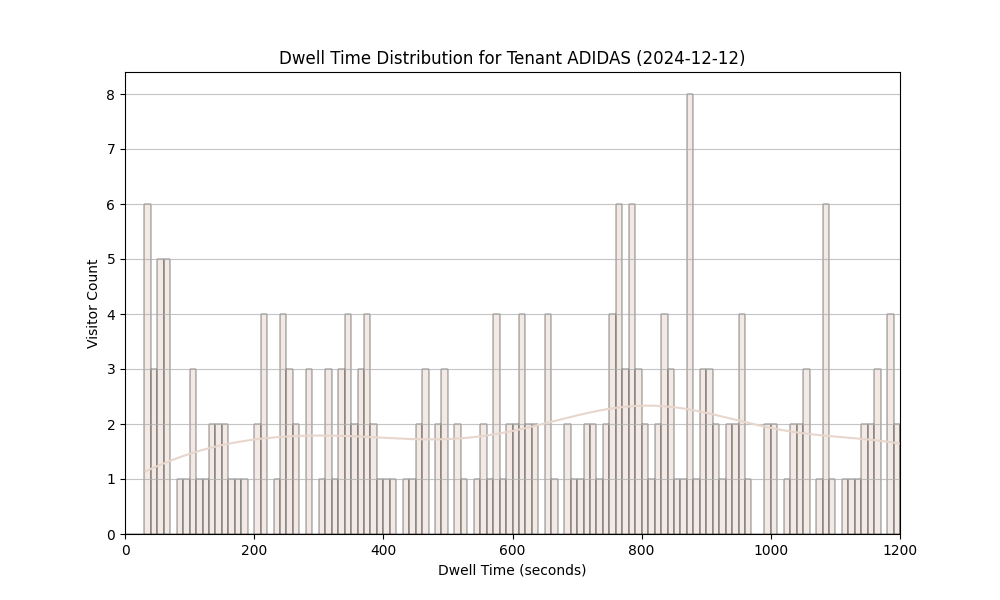 Dwell Time Distribution for Tenant ADIDAS (2024-12-12)
Visitor Count
8
7
6
5
4
3
2
1
0
0 200 400 600 800 1000 1200
Dwell Time (seconds)